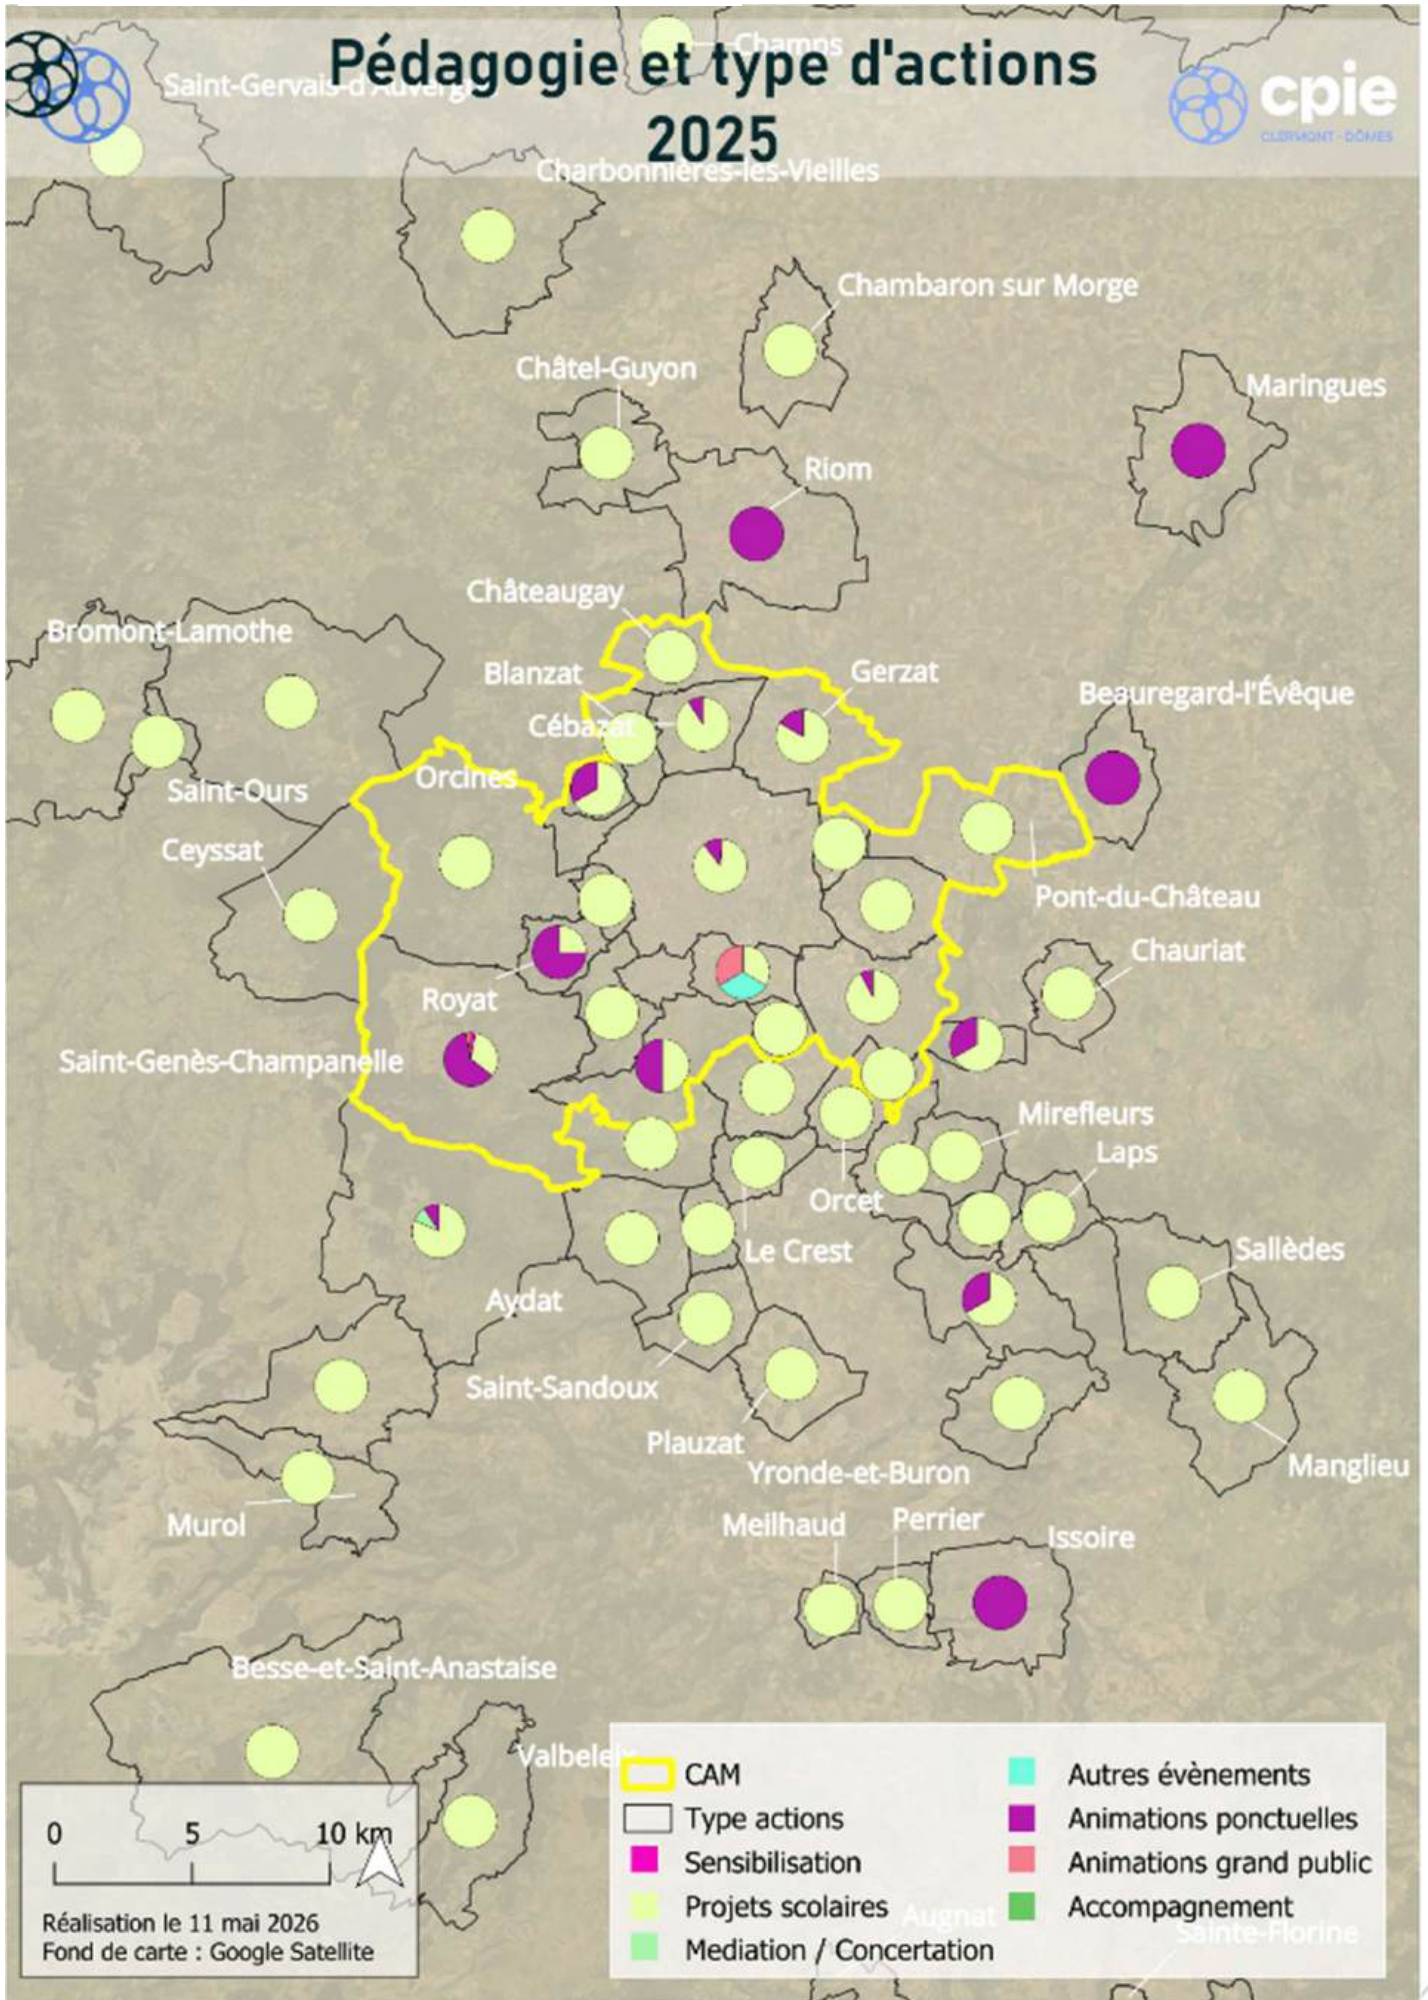 Champs
Pédagogie et type d'actions
2025
Saint-Gervais-d'Auvergne
cpie
CLERMONT - DÔMES
Charbonnières-les-Vieilles
Chambaron sur Morge
Châtel-Guyon
Maringues
Riom
Châteaugay
Bromont-Lamothe
Blanzat
Gerzat
Beauregard-l'Évêque
Cébazat
Orcines
Saint-Ours
Ceyssat
Pont-du-Château
Chauriat
Royat
Saint-Genès-Champanelle
Mirefleurs
Laps
Orcet
Le Crest
Sallèdes
Aydat
Saint-Sandoux
Plauzat
Yronde-et-Buron
Manglieu
Murol
Meilhaud
Perrier
Issoire
Besse-et-Saint-Anastaise
Valbeleix
CAM
Type actions
Sensibilisation
Projets scolaires
Mediation / Concertation
Autres évènements
Animations ponctuelles
Animations grand public
Accompagnement
Augnat
Sainte-Florine
0 5 10 km
Réalisation le 11 mai 2026
Fond de carte : Google Satellite